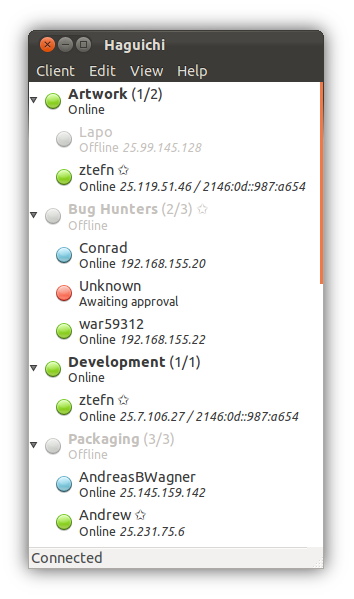 Haguichi
Client Edit View Help
Artwork (1/2)
Online
Lapo
Offline 25.99.145.128
ztefn ✩
Online 25.119.51.46 / 2146:0d::987:a654
Bug Hunters (2/3) ✩
Offline
Conrad
Online 192.168.155.20
Unknown
Awaiting approval
war59312
Online 192.168.155.22
Development (1/1)
Online
ztefn ✩
Online 25.7.106.27 / 2146:0d::987:a654
Packaging (3/3)
Offline
AndreasBWagner
Online 25.145.159.142
Andrew ✩
Online 25.231.75.6
Connected